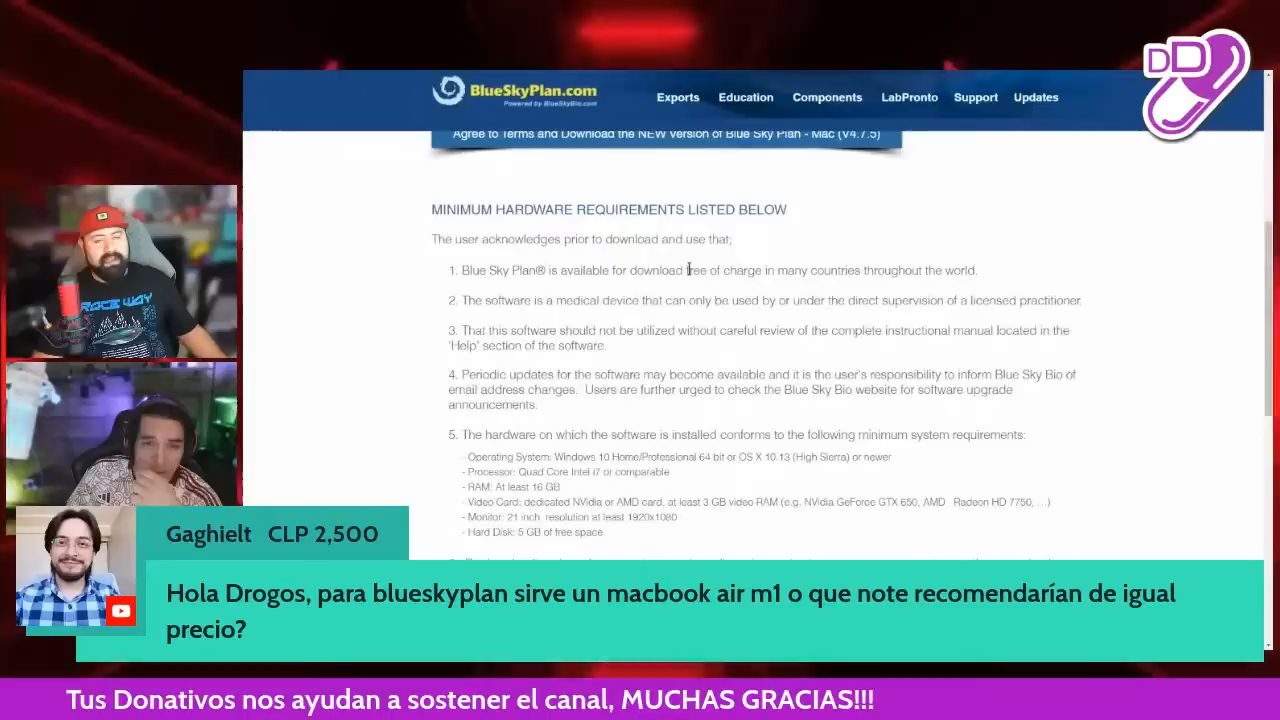 DD
BlueSkyPlan.com
Powered by BlueSkyBio.com
Exports Education Components LabPronto Support Updates
Agree to Terms and Download the NEW Version of Blue Sky Plan - Mac (V4.7.5)
MINIMUM HARDWARE REQUIREMENTS LISTED BELOW
The user acknowledges prior to download and use that;
1. Blue Sky Plan® is available for download free of charge in many countries throughout the world.
2. The software is a medical device that can only be used by or under the direct supervision of a licensed practitioner.
3. That this software should not be utilized without careful review of the complete instructional manual located in the
'Help' section of the software.
4. Periodic updates for the software may become available and it is the user's responsibility to inform Blue Sky Bio of
email address changes. Users are further urged to check the Blue Sky Bio website for software upgrade
announcements.
5. The hardware on which the software is installed conforms to the following minimum system requirements:
- Operating System: Windows 10 Home/Professional 64 bit or OS X 10.13 (High Sierra) or newer
- Processor: Quad Core Intel i7 or comparable
- RAM: At least 16 GB
- Video Card: dedicated NVidia or AMD card, at least 3 GB video RAM (e.g. NVidia GeForce GTX 650, AMD Radeon HD 7750, ...)
- Monitor: 21 inch resolution at least 1920x1080
- Hard Disk: 5 GB of free space
RACE WAY
Gaghielt CLP 2,500
Hola Drogos, para blueskyplan sirve un macbook air m1 o que note recomendarían de igual
precio?
Tus Donativos nos ayudan a sostener el canal, MUCHAS GRACIAS!!!